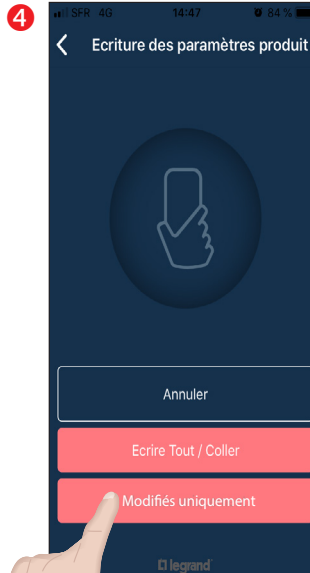 4
SFR 4G 14:47 84 %
Ecriture des paramètres produit
Annuler
Ecrire Tout / Coller
Modifiés uniquement
legrand